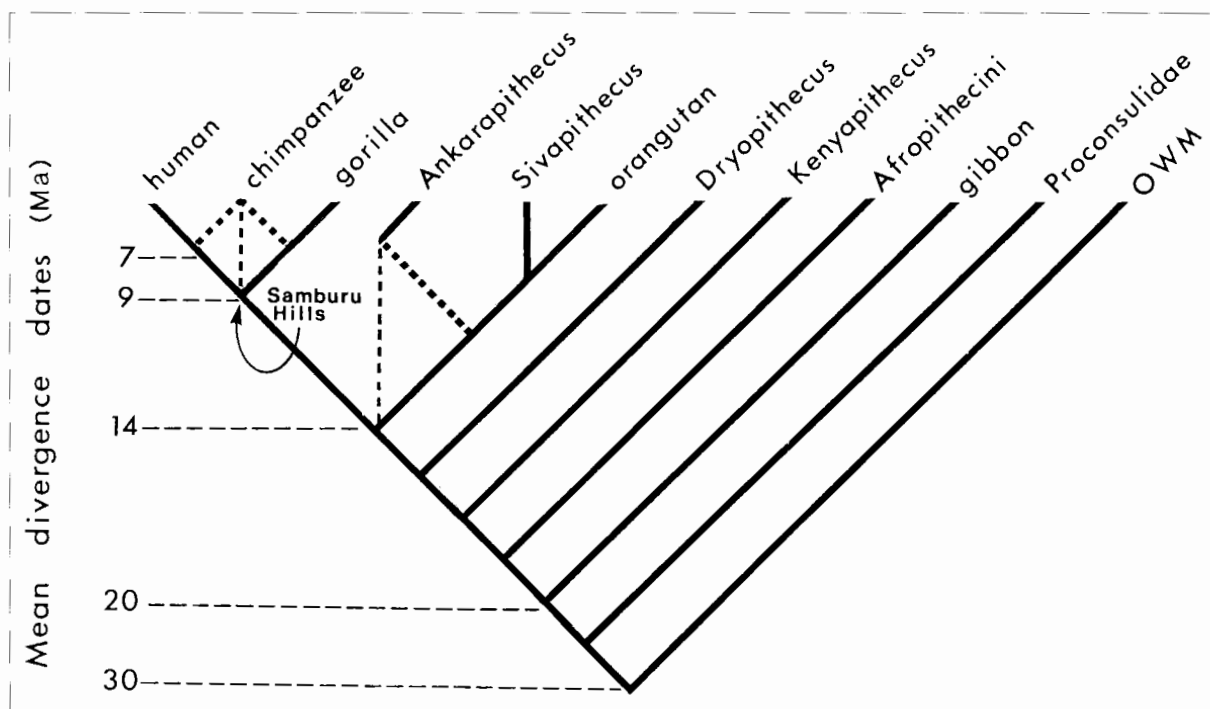 human
chimpanzee
gorilla
Ankarapithecus
Sivapithecus
orangutan
Dryopithecus
Kenyapithecus
Afropithecini
gibbon
Proconsulidae
OWM
Mean divergence dates (Ma)
7
9
Samburu
Hills
14
20
30